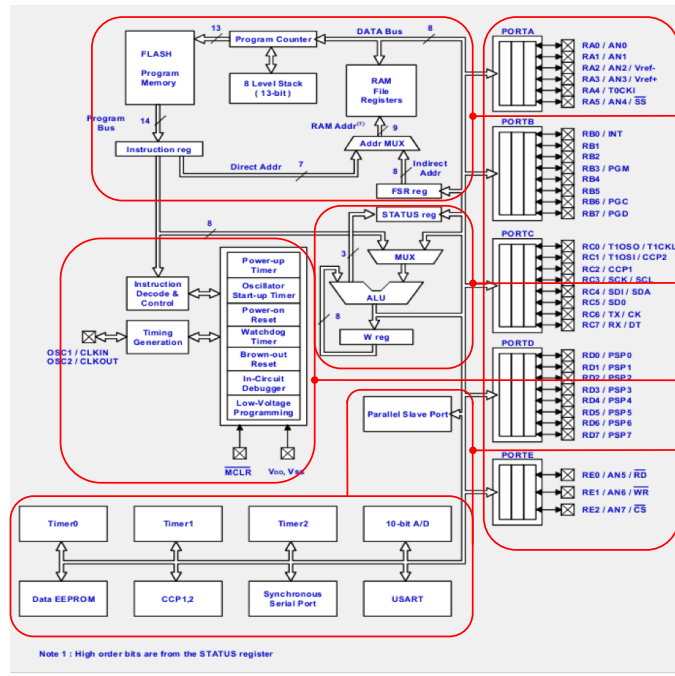 13
Program Counter
DATA Bus
8
FLASH
Program
Memory
8 Level Stack
( 13-bit )
RAM
File
Registers
Program
Bus
14
RAM Addr(1)
9
Instruction reg
Addr MUX
Direct Addr
7
8
Indirect
Addr
FSR reg
STATUS reg
8
3
MUX
ALU
8
W reg
Instruction
Decode &
Control
Timing
Generation
OSC1 / CLKIN
OSC2 / CLKOUT
Power-up
Timer
Oscillator
Start-up Timer
Power-on
Reset
Watchdog
Timer
Brown-out
Reset
In-Circuit
Debugger
Low-Voltage
Programming
MCLR
VDD, VSS
Parallel Slave Port
PORTA
RA0 / AN0
RA1 / AN1
RA2 / AN2 / Vref-
RA3 / AN3 / Vref+
RA4 / T0CKI
RA5 / AN4 / SS
PORTB
RB0 / INT
RB1
RB2
RB3 / PGM
RB4
RB5
RB6 / PGC
RB7 / PGD
PORTC
RC0 / T1OSO / T1CKL
RC1 / T1OSI / CCP2
RC2 / CCP1
RC3 / SCK / SCL
RC4 / SDI / SDA
RC5 / SD0
RC6 / TX / CK
RC7 / RX / DT
PORTD
RD0 / PSP0
RD1 / PSP1
RD2 / PSP2
RD3 / PSP3
RD4 / PSP4
RD5 / PSP5
RD6 / PSP6
RD7 / PSP7
PORTE
RE0 / AN5 / RD
RE1 / AN6 / WR
RE2 / AN7 / CS
Timer0
Timer1
Timer2
10-bit A/D
Data EEPROM
CCP1,2
Synchronous
Serial Port
USART
Note 1 : High order bits are from the STATUS register